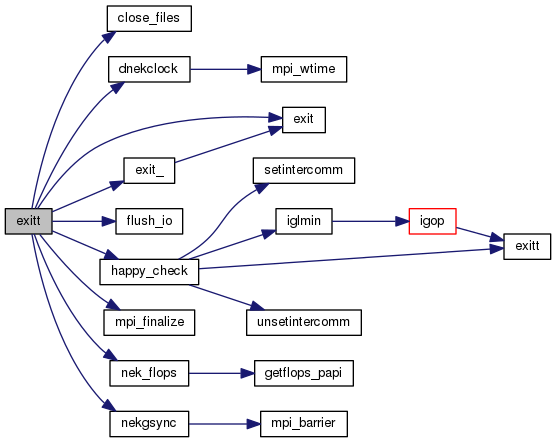 close_files
dnekclock
mpi_wtime
exit
exit_
setintercomm
exitt
flush_io
iglmin
igop
exitt
happy_check
mpi_finalize
unsetintercomm
nek_flops
getflops_papi
nekgsync
mpi_barrier